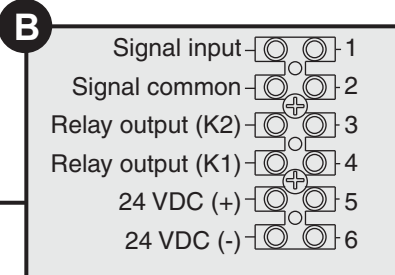 B
Signal input 1
Signal common 2
Relay output (K2) 3
Relay output (K1) 4
24 VDC (+) 5
24 VDC (-) 6